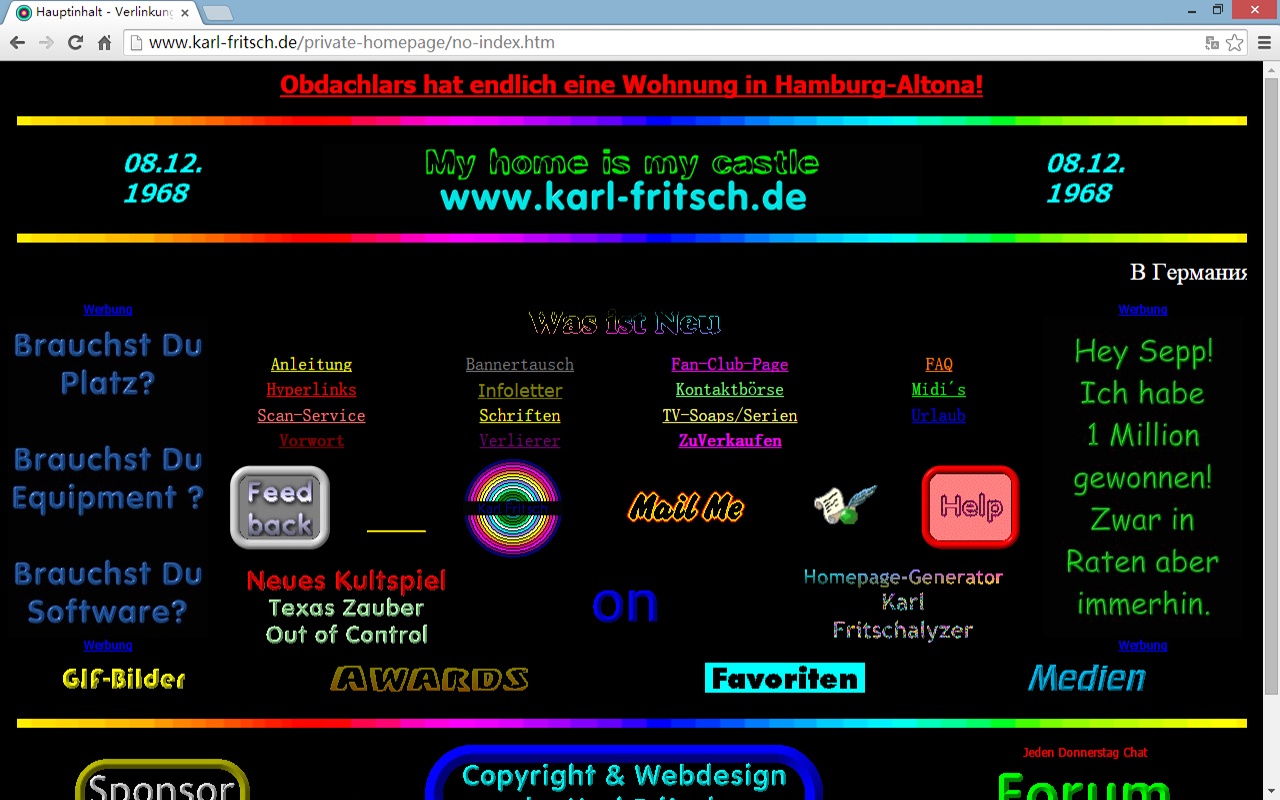 Hauptinhalt - Verlinkung
www.karl-fritsch.de/private-homepage/no-index.htm
Obdachlars hat endlich eine Wohnung in Hamburg-Altona!
08.12.
1968
My home is my castle
www.karl-fritsch.de
08.12.
1968
В Германия
Werbung
Was ist Neu
Werbung
Brauchst Du
Platz?
Brauchst Du
Equipment ?
Brauchst Du
Software?
Werbung
Anleitung Bannertausch Fan-Club-Page FAQ
Hyperlinks Infoletter Kontaktbörse Midi´s
Scan-Service Schriften TV-Soaps/Serien Urlaub
Vorwort Verlierer ZuVerkaufen
Feed
back
Karl Fritsch
Mail Me
Help
Hey Sepp!
Ich habe
1 Million
gewonnen!
Zwar in
Raten aber
immerhin.
Werbung
Neues Kultspiel
Texas Zauber
Out of Control
on
Homepage-Generator
Karl
Fritschalyzer
GIF-Bilder AWARDS Favoriten Medien
Sponsor
Copyright & Webdesign
Jeden Donnerstag Chat
Forum